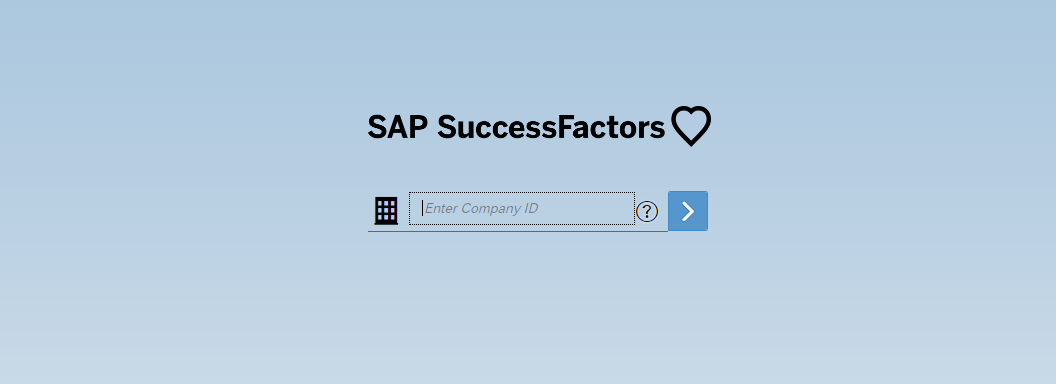 SAP SuccessFactors
Enter Company ID
?